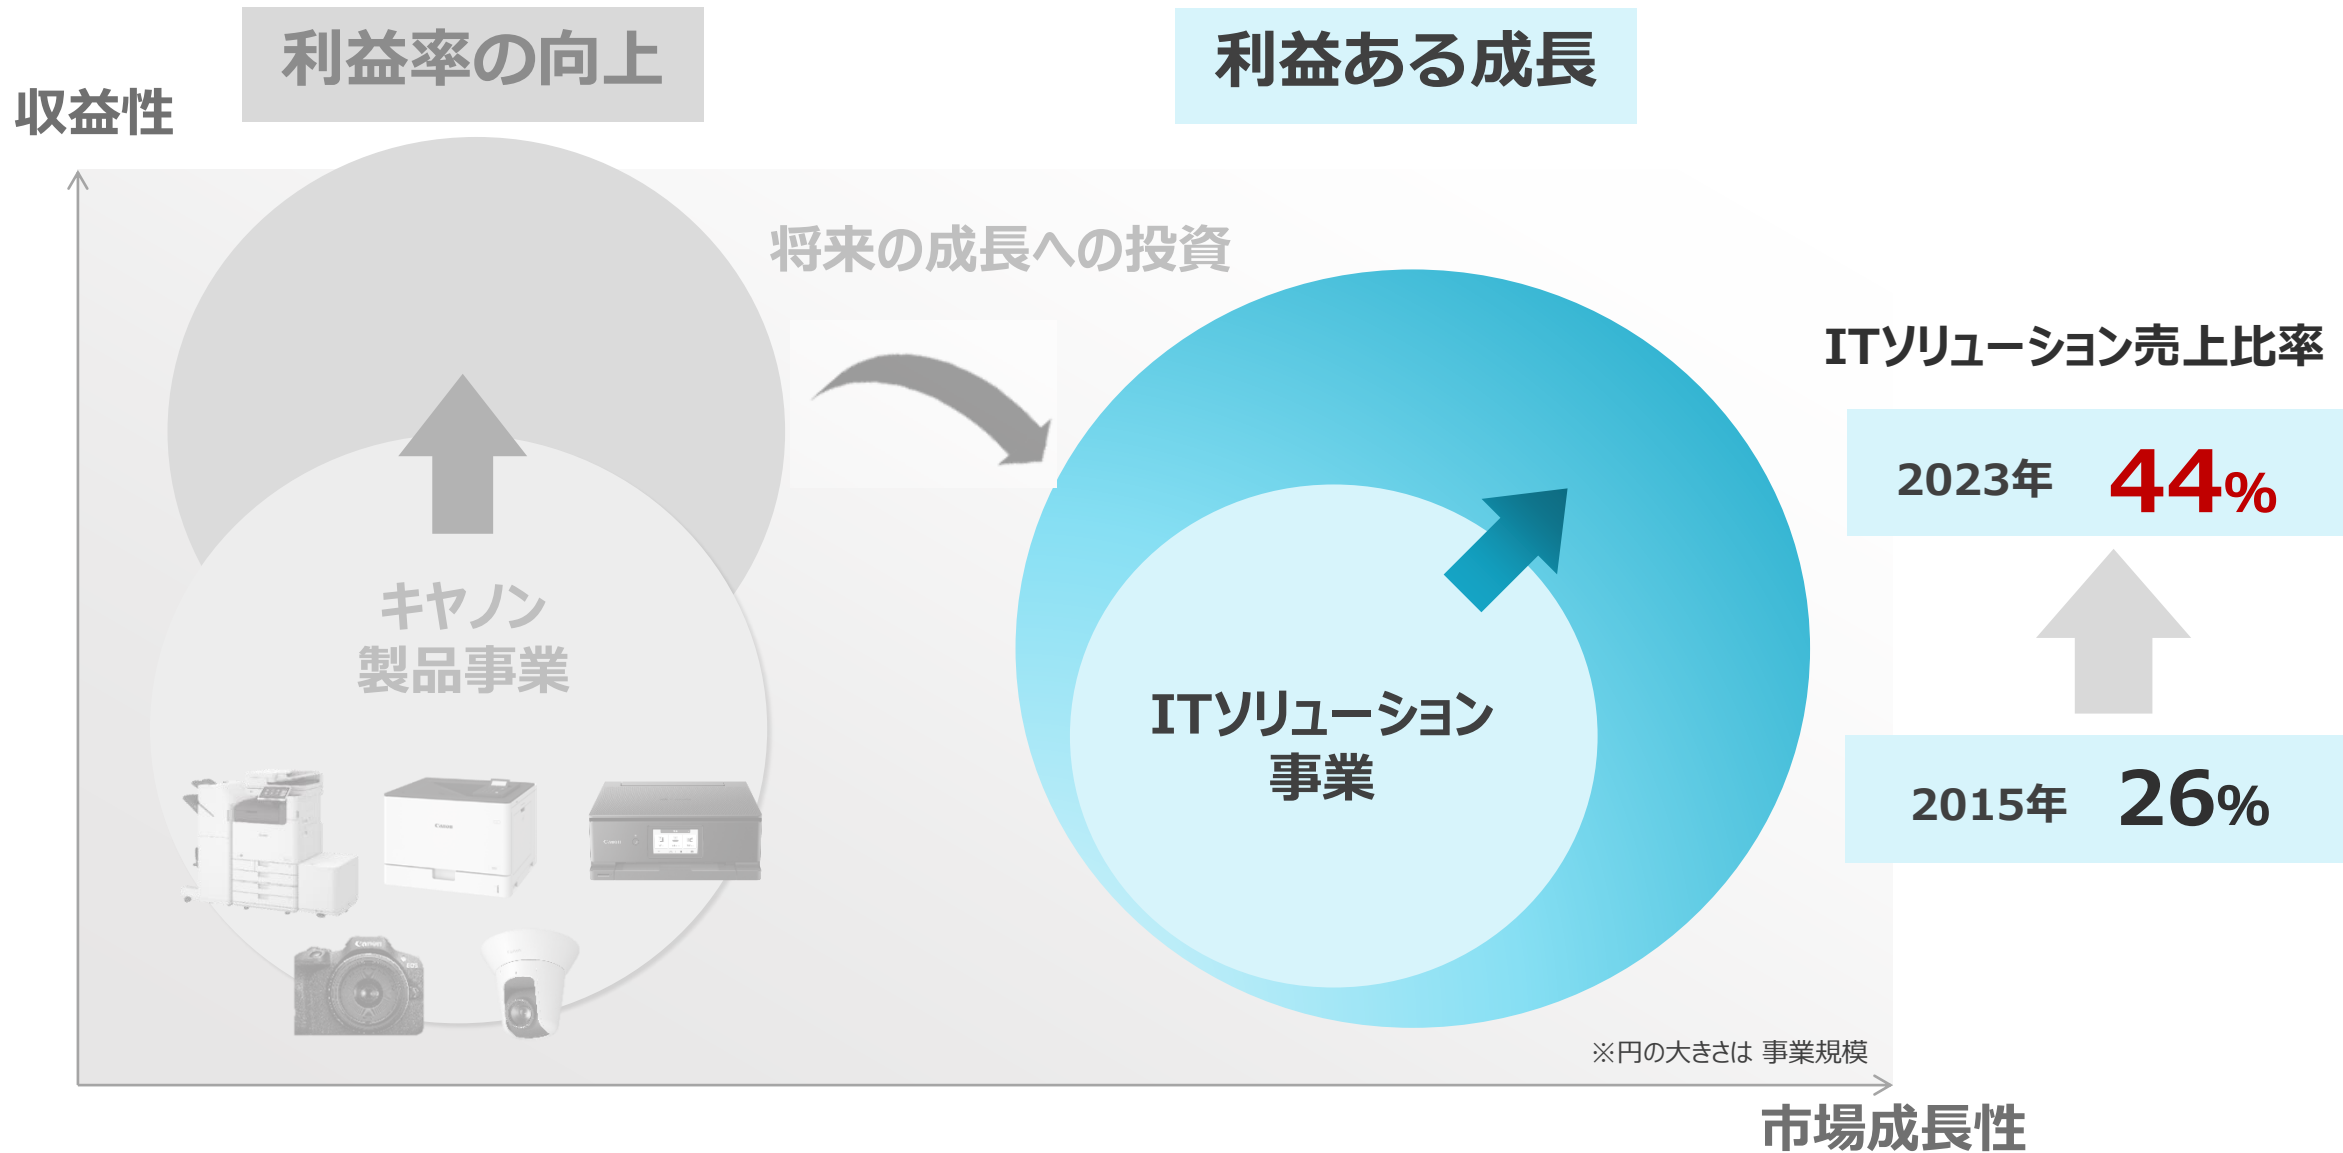 利益率の向上
利益ある成長
収益性
将来の成長への投資
ITソリューション売上比率
2023年 44%
キヤノン
製品事業
ITソリューション
事業
2015年 26%
Canon
Canon
EOS
※円の大きさは 事業規模
市場成長性